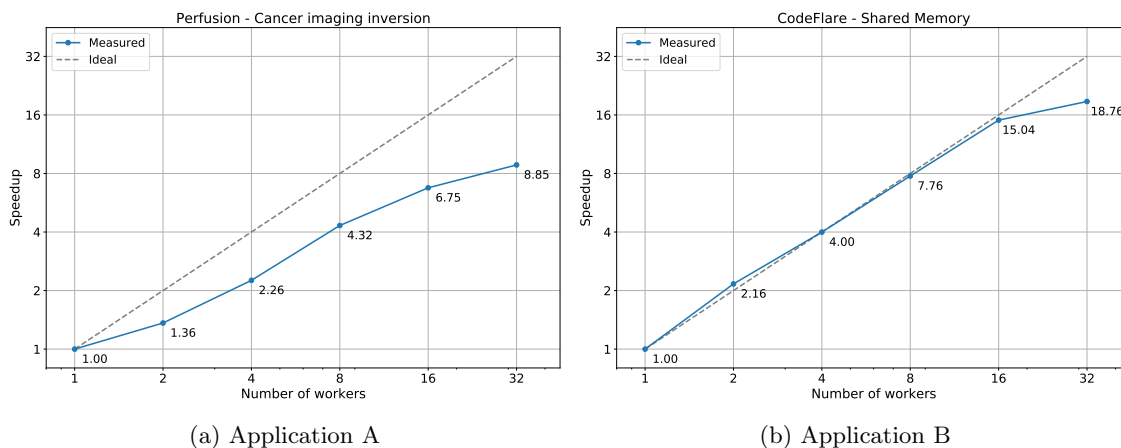 Perfusion - Cancer imaging inversion
Measured
Ideal
32
16
8
4
2
1
Speedup
1.00
1.36
2.26
4.32
6.75
8.85
1 2 4 8 16 32
Number of workers
(a) Application A
CodeFlare - Shared Memory
Measured
Ideal
32
16
8
4
2
1
Speedup
1.00
2.16
4.00
7.76
15.04
18.76
1 2 4 8 16 32
Number of workers
(b) Application B